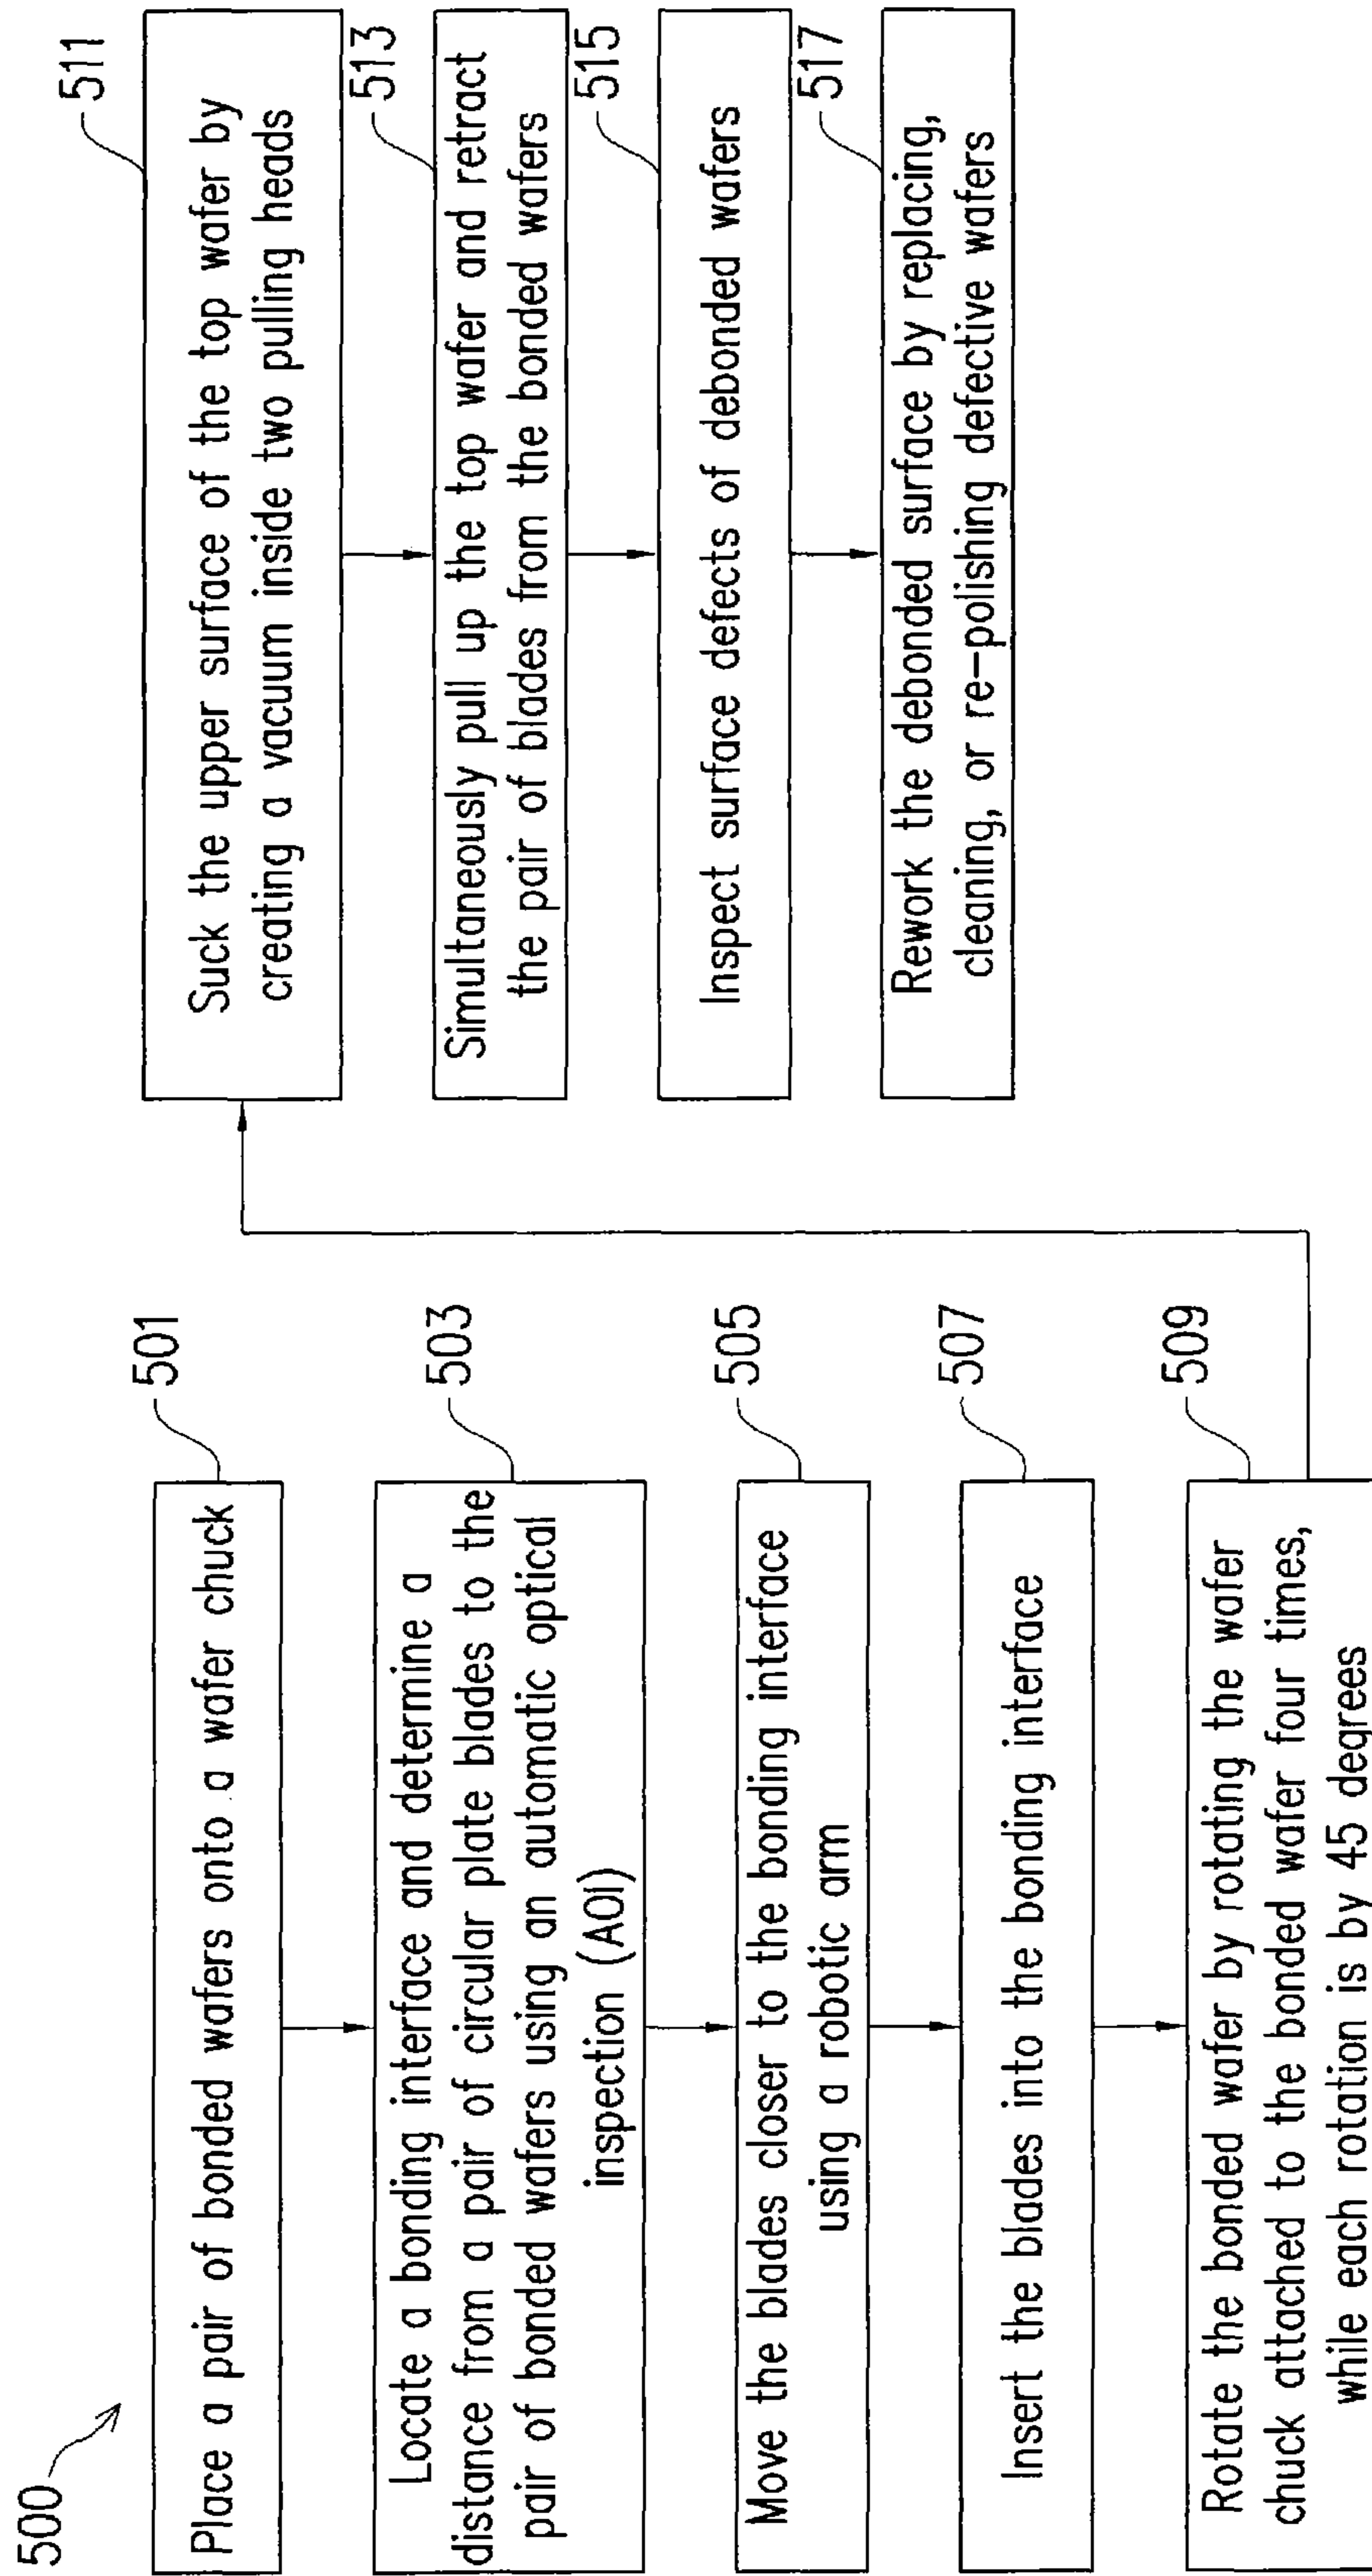 500
501
Place a pair of bonded wafers onto a wafer chuck
503
Locate a bonding interface and determine a
distance from a pair of circular plate blades to the
pair of bonded wafers using an automatic optical
inspection (AOI)
505
Move the blades closer to the bonding interface
using a robotic arm
507
Insert the blades into the bonding interface
509
Rotate the bonded wafer by rotating the wafer
chuck attached to the bonded wafer four times,
while each rotation is by 45 degrees
511
Suck the upper surface of the top wafer by
creating a vacuum inside two pulling heads
513
Simultaneously pull up the top wafer and retract
the pair of blades from the bonded wafers
515
Inspect surface defects of debonded wafers
517
Rework the debonded surface by replacing,
cleaning, or re-polishing defective wafers